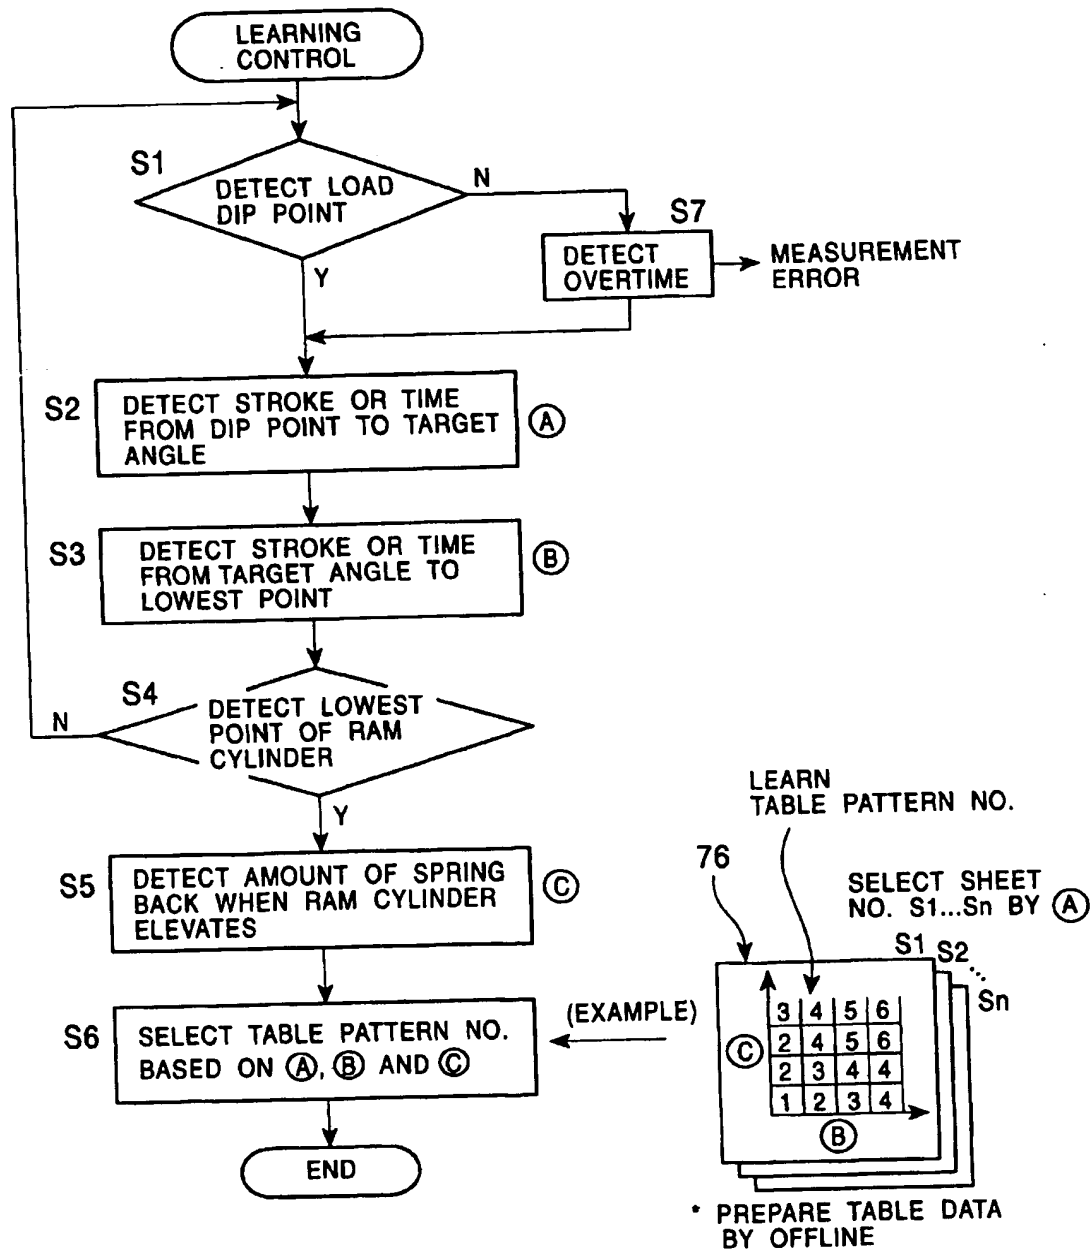 LEARNING
CONTROL
S1
DETECT LOAD
DIP POINT
N
Y
S7
DETECT
OVERTIME
MEASUREMENT
ERROR
S2
DETECT STROKE OR TIME
FROM DIP POINT TO TARGET
ANGLE
Ⓐ
S3
DETECT STROKE OR TIME
FROM TARGET ANGLE TO
LOWEST POINT
Ⓑ
S4
DETECT LOWEST
POINT OF RAM
CYLINDER
N
Y
S5
DETECT AMOUNT OF SPRING
BACK WHEN RAM CYLINDER
ELEVATES
Ⓒ
S6
SELECT TABLE PATTERN NO.
BASED ON Ⓐ, Ⓑ AND Ⓒ
END
(EXAMPLE)
LEARN
TABLE PATTERN NO.
76
SELECT SHEET
NO. S1...Sn BY Ⓐ
S1 S2 ... Sn
3 4 5 6
2 4 5 6
2 3 4 4
1 2 3 4
Ⓒ
Ⓑ
* PREPARE TABLE DATA
BY OFFLINE